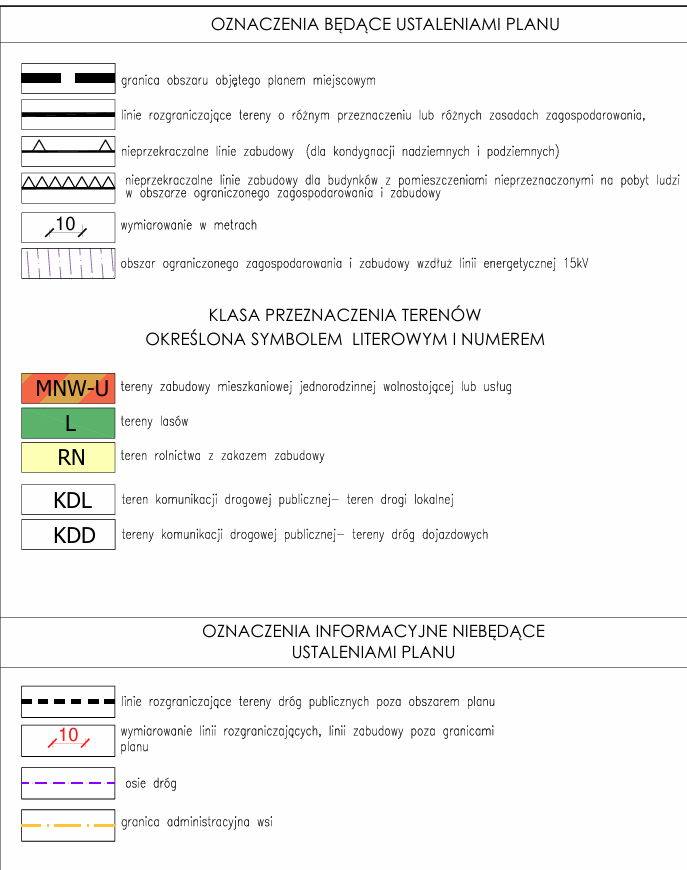 OZNACZENIA BĘDĄCE USTALENIAMI PLANU
granica obszaru objętego planem miejscowym
linie rozgraniczające tereny o różnym przeznaczeniu lub różnych zasadach zagospodarowania,
nieprzekraczalne linie zabudowy (dla kondygnacji nadziemnych i podziemnych)
nieprzekraczalne linie zabudowy dla budynków z pomieszczeniami nieprzeznaczonymi na pobyt ludzi
w obszarze ograniczonego zagospodarowania i zabudowy
10 wymiarowanie w metrach
obszar ograniczonego zagospodarowania i zabudowy wzdłuż linii energetycznej 15kV
KLASA PRZEZNACZENIA TERENÓW
OKREŚLONA SYMBOLEM LITEROWYM I NUMEREM
MNW-U tereny zabudowy mieszkaniowej jednorodzinnej wolnostojącej lub usług
L tereny lasów
RN teren rolnictwa z zakazem zabudowy
KDL teren komunikacji drogowej publicznej– teren drogi lokalnej
KDD tereny komunikacji drogowej publicznej– tereny dróg dojazdowych
OZNACZENIA INFORMACYJNE NIEBĘDĄCE
USTALENIAMI PLANU
linie rozgraniczające tereny dróg publicznych poza obszarem planu
10 wymiarowanie linii rozgraniczających, linii zabudowy poza granicami
planu
osie dróg
granica administracyjna wsi